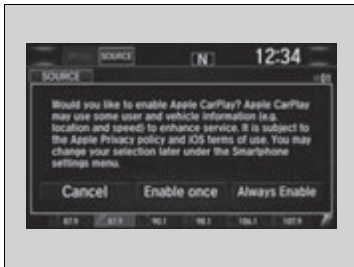 SOURCE
N
12:34
SOURCE
Would you like to enable Apple CarPlay? Apple CarPlay
may use some user and vehicle information (e.g.
location and speed) to enhance service. It is subject to
the Apple Privacy policy and iOS terms of use. You may
change your selection later under the Smartphone
settings menu.
Cancel Enable once Always Enable
87.9 87.9 90.1 98.1 106.1 107.9